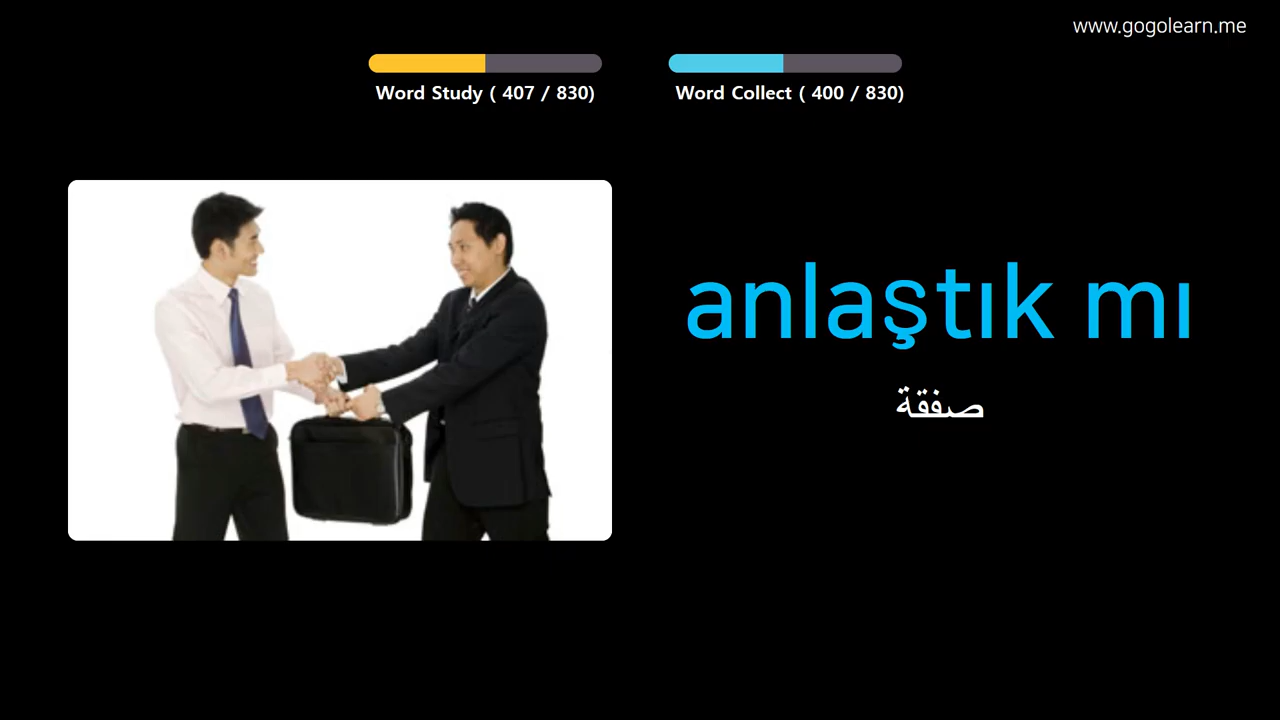 www.gogolearn.me
Word Study ( 407 / 830)
Word Collect ( 400 / 830)
anlaştık mı
صفقة